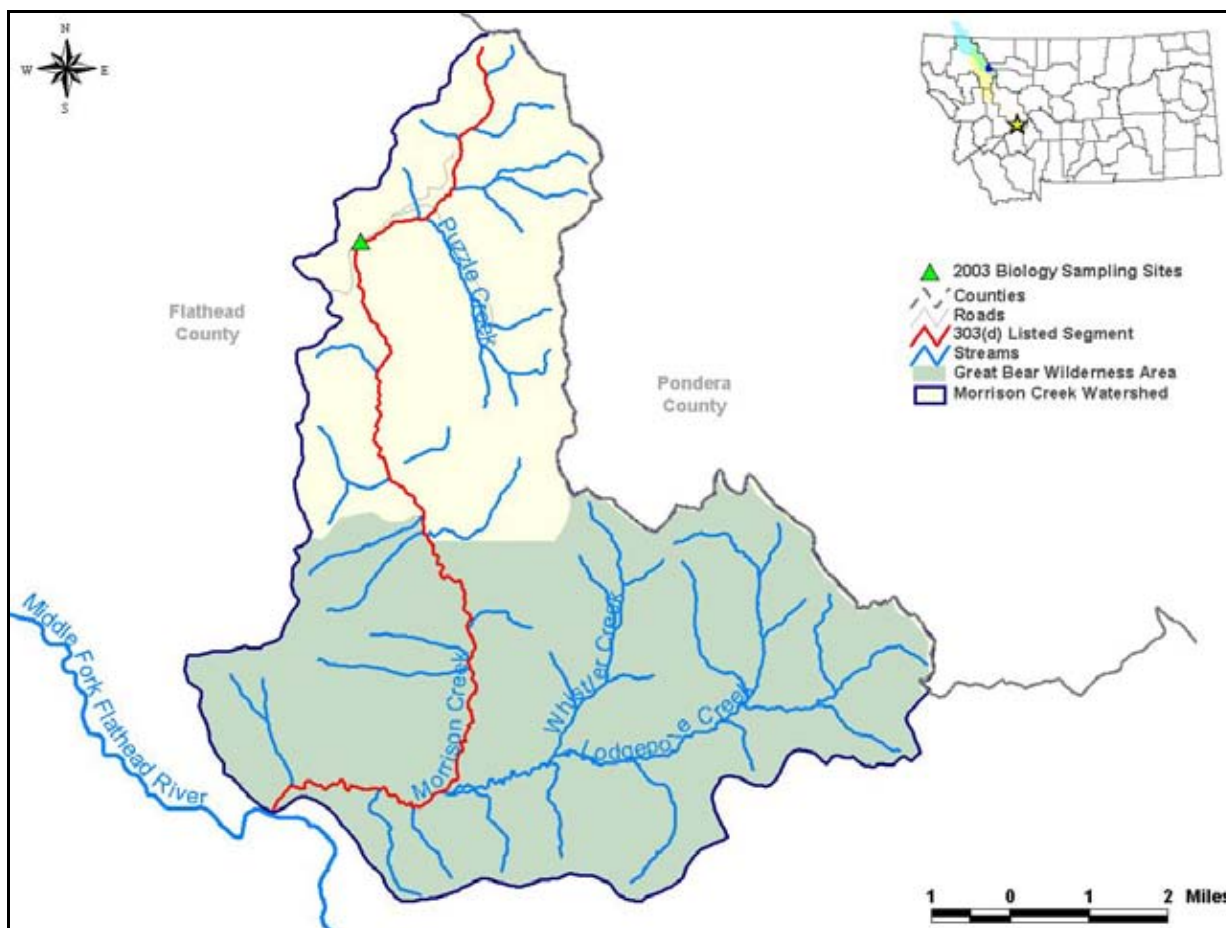 N
W E
S
Flathead
County
Puzzle Creek
Pondera
County
2003 Biology Sampling Sites
Counties
Roads
303(d) Listed Segment
Streams
Great Bear Wilderness Area
Morrison Creek Watershed
Middle Fork Flathead River
Morrison Creek
Whistler Creek
Lodgepole Creek
1 0 1 2 Miles